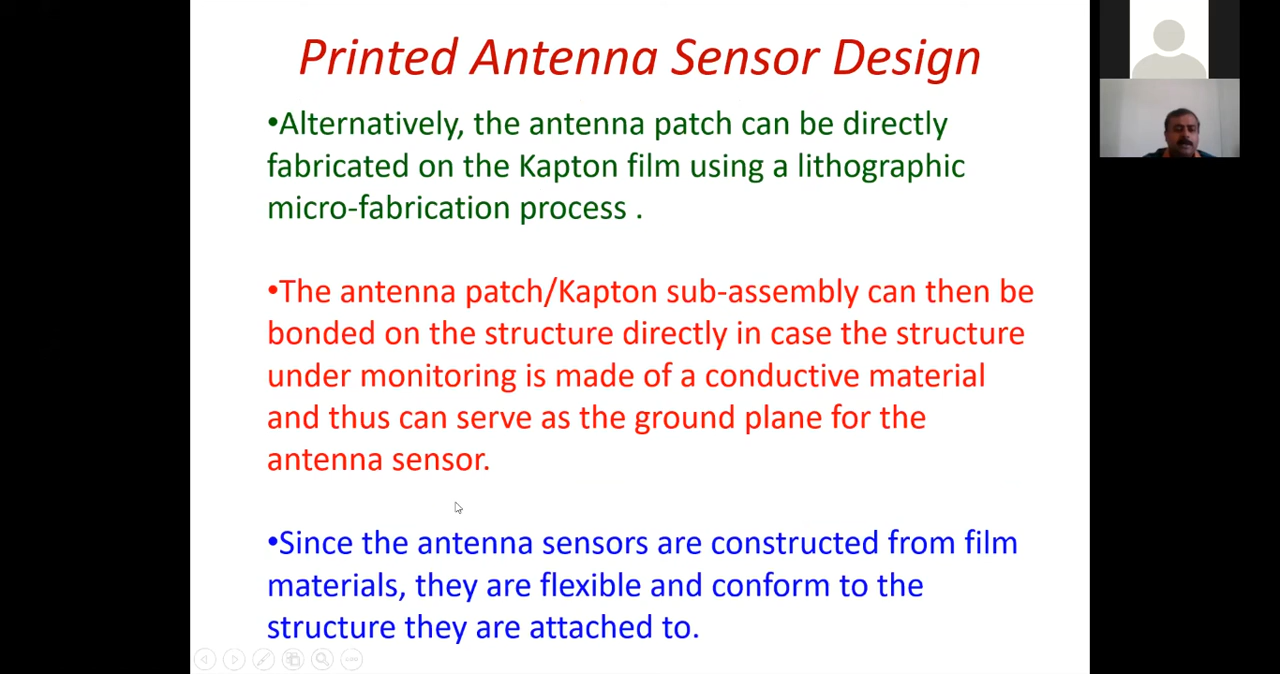 Printed Antenna Sensor Design
•Alternatively, the antenna patch can be directly
fabricated on the Kapton film using a lithographic
micro-fabrication process .
•The antenna patch/Kapton sub-assembly can then be
bonded on the structure directly in case the structure
under monitoring is made of a conductive material
and thus can serve as the ground plane for the
antenna sensor.
•Since the antenna sensors are constructed from film
materials, they are flexible and conform to the
structure they are attached to.